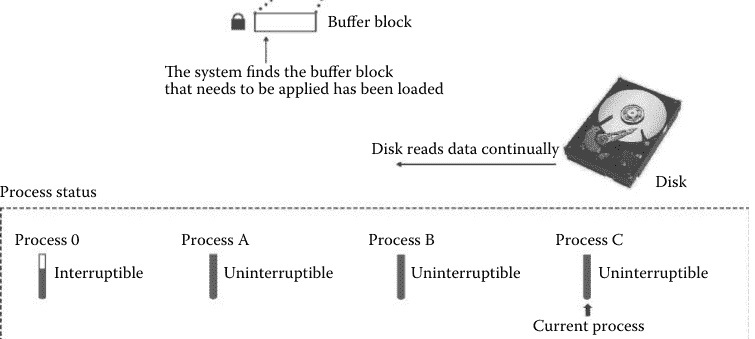 Buffer block
The system finds the buffer block
that needs to be applied has been loaded
Disk reads data continually
Disk
Process status
Process 0 Process A Process B Process C
Interruptible Uninterruptible Uninterruptible Uninterruptible
Current process